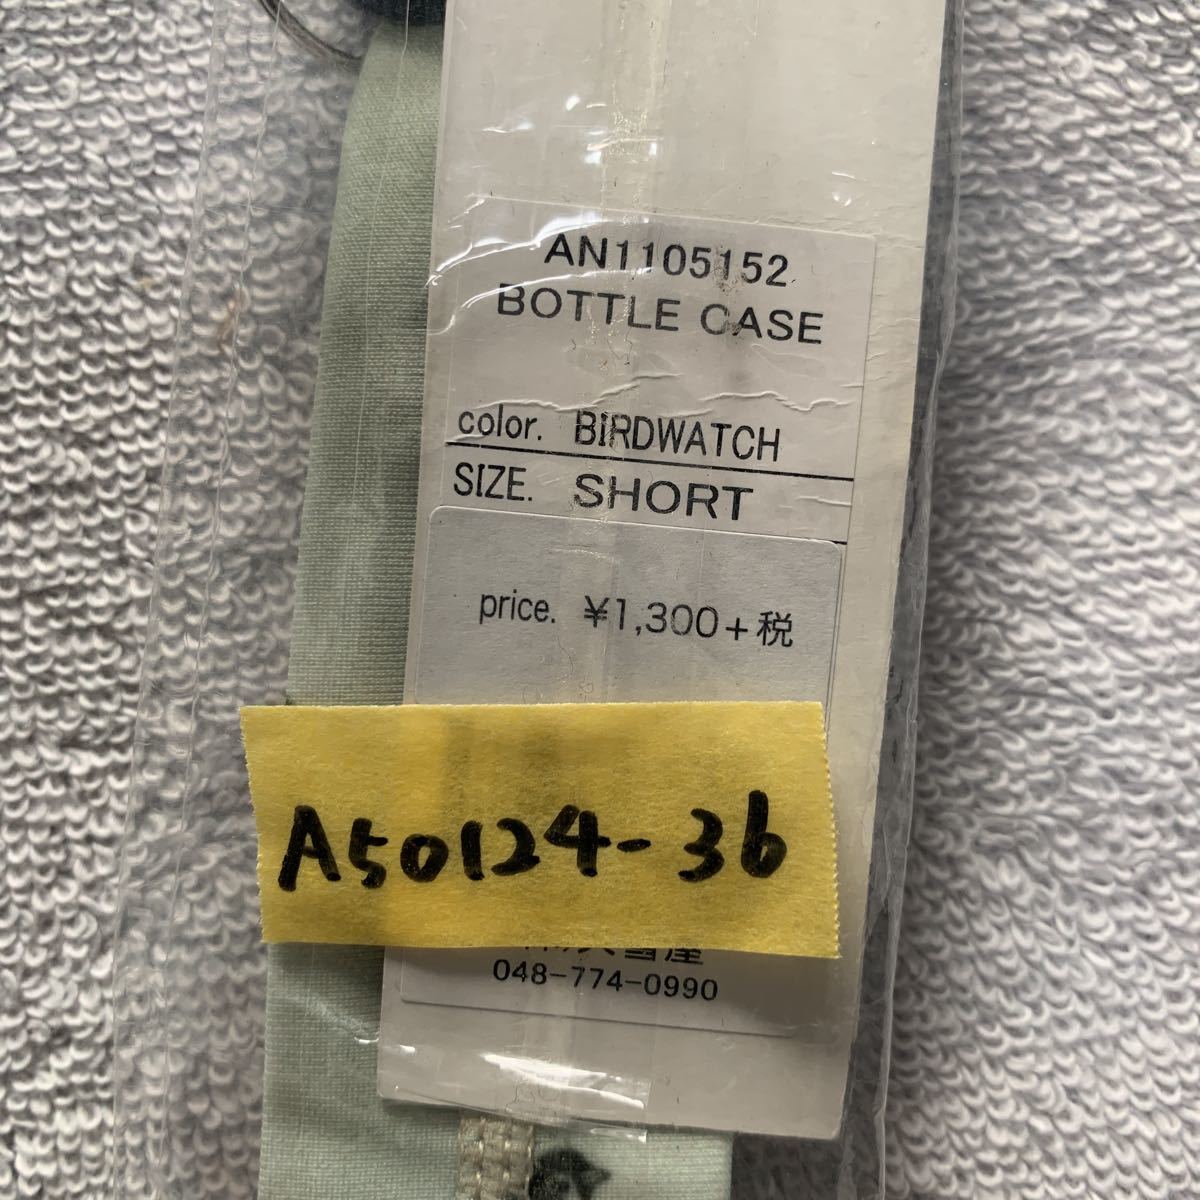 AN1105152
BOTTLE CASE
color. BIRDWATCH
SIZE. SHORT
price. ¥1,300+税
A50124-36
048-774-0990